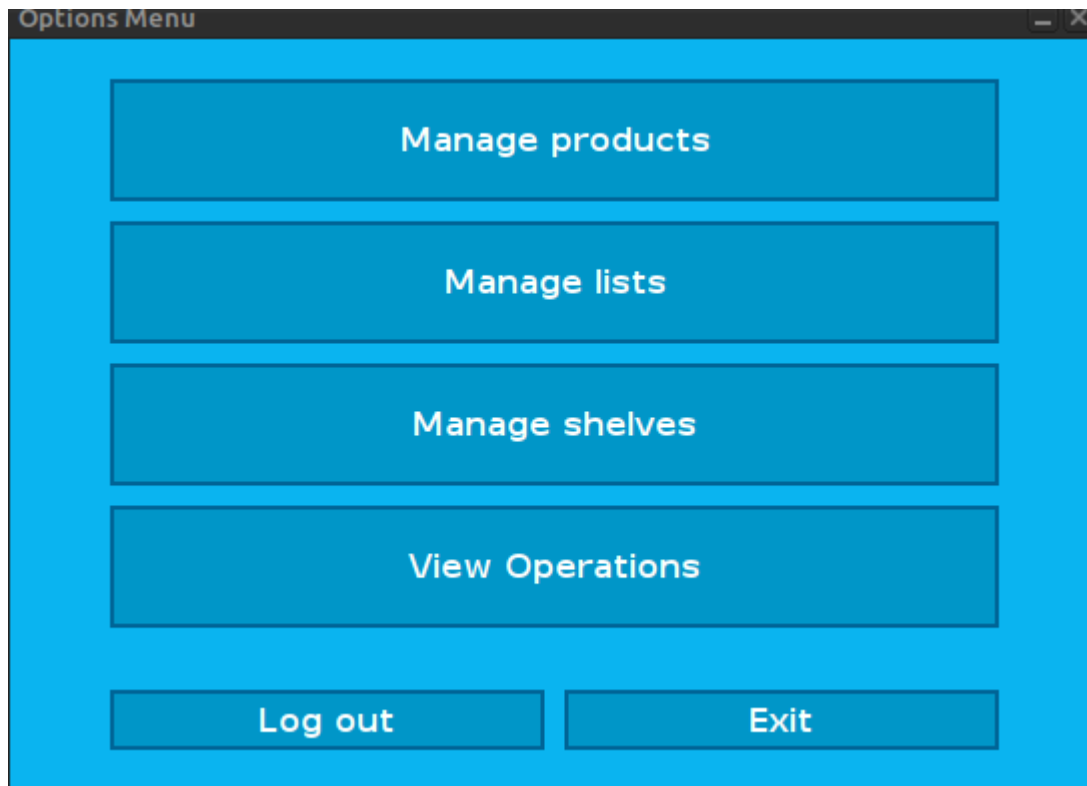 Options Menu
Manage products
Manage lists
Manage shelves
View Operations
Log out
Exit